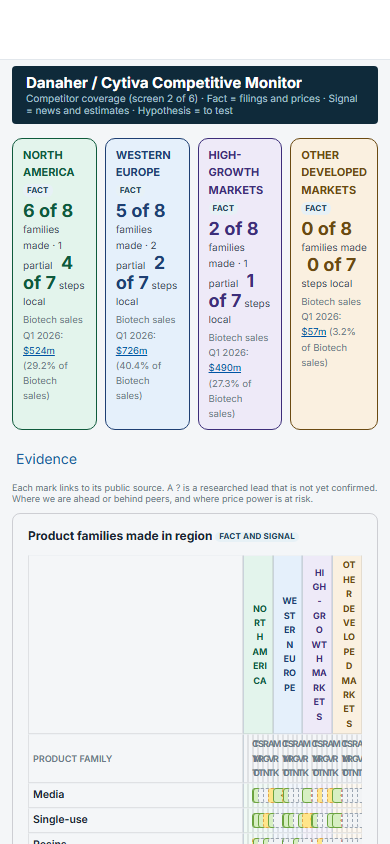 Danaher / Cytiva Competitive Monitor
Competitor coverage (screen 2 of 6) · Fact = filings and prices · Signal
= news and estimates · Hypothesis = to test
NORTH
AMERICA
FACT
6 of 8
families
made · 1
partial 4
of 7 steps
local
Biotech sales
Q1 2026:
$524m
(29.2% of
Biotech
sales)
WESTERN
EUROPE
FACT
5 of 8
families
made · 2
partial 2
of 7 steps
local
Biotech sales
Q1 2026:
$726m
(40.4% of
Biotech
sales)
HIGH-
GROWTH
MARKETS
FACT
2 of 8
families
made · 1
partial 1
of 7 steps
local
Biotech sales
Q1 2026:
$490m
(27.3% of
Biotech
sales)
OTHER
DEVELOPED
MARKETS
FACT
0 of 8
families made
0 of 7
steps local
Biotech sales
Q1 2026:
$57m (3.2%
of Biotech
sales)
Evidence
Each mark links to its public source. A ? is a researched lead that is not yet confirmed.
Where we are ahead or behind peers, and where price power is at risk.
Product families made in region FACT AND SIGNAL
NO
RT
H
AM
ERI
CA
WE
ST
ER
N
EU
RO
PE
HI
GH
-
GR
O
WT
H
MA
RK
ET
S
OT
HE
R
DE
VE
LO
PE
D
MA
RK
ET
S
PRODUCT FAMILY
Media
Single-use
Resins